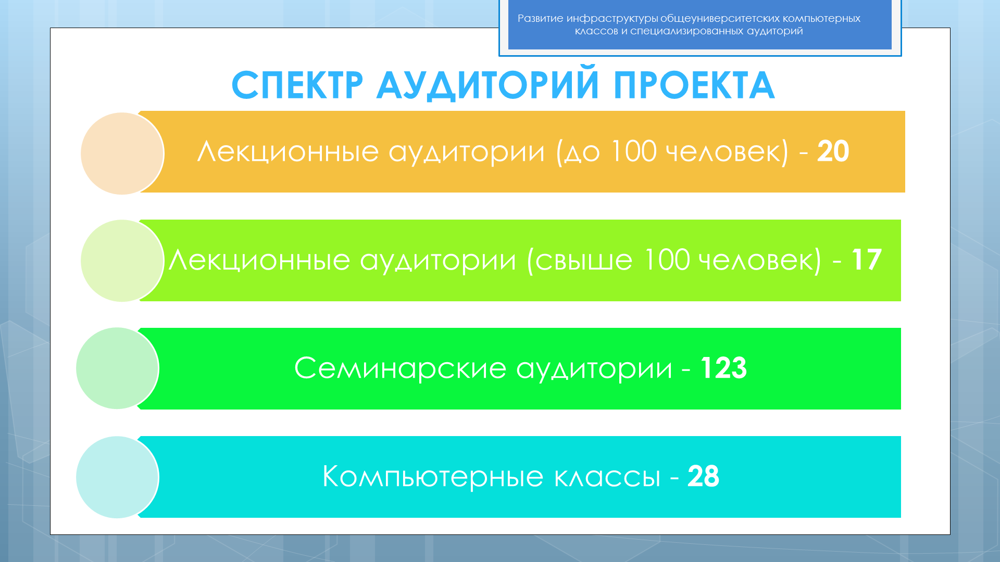 Развитие инфраструктуры общеуниверситетских компьютерных
классов и специализированных аудиторий
СПЕКТР АУДИТОРИЙ ПРОЕКТА
Лекционные аудитории (до 100 человек) - 20
Лекционные аудитории (свыше 100 человек) - 17
Семинарские аудитории - 123
Компьютерные классы - 28